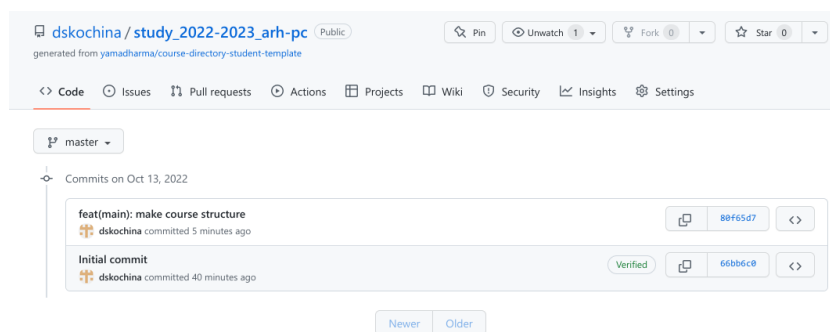 dskochina / study_2022-2023_arh-pc Public
Pin
Unwatch 1
Fork 0
Star 0
generated from yamadharma/course-directory-student-template
<> Code
Issues
Pull requests
Actions
Projects
Wiki
Security
Insights
Settings
master
Commits on Oct 13, 2022
feat(main): make course structure
dskochina committed 5 minutes ago
80f65d7
<>
Initial commit
dskochina committed 40 minutes ago
Verified
66bb6c0
<>
Newer
Older